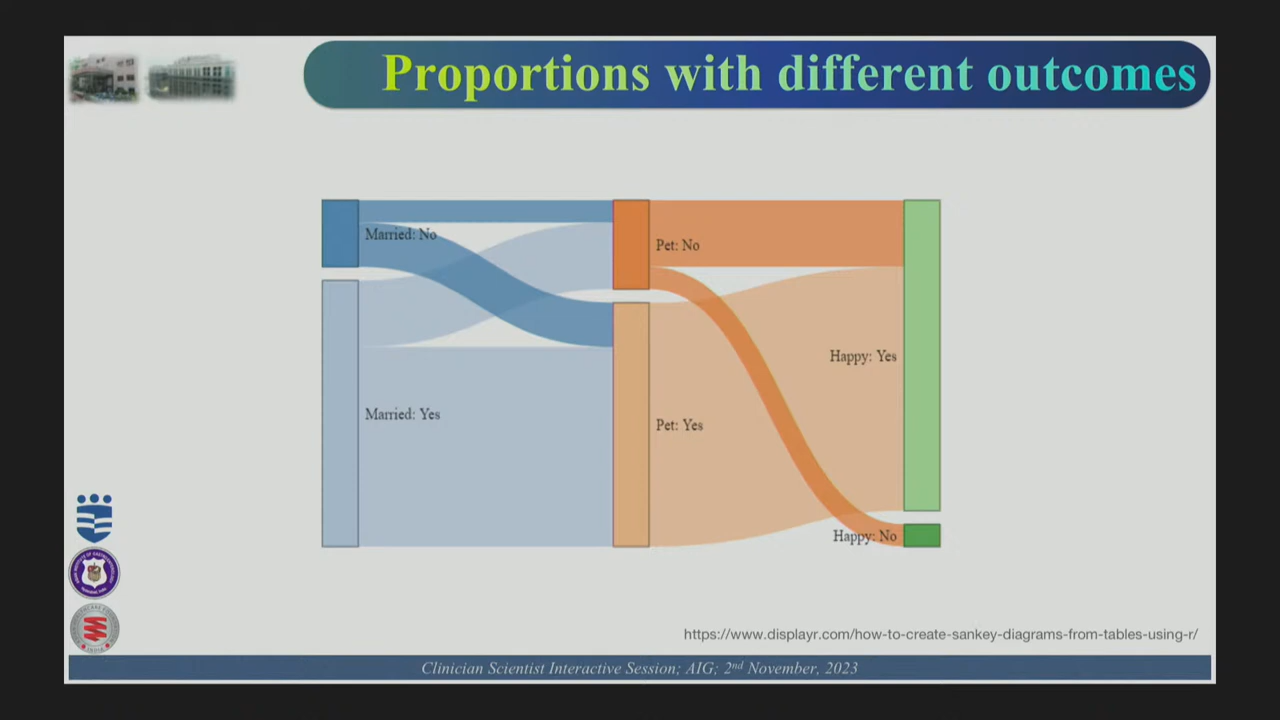 Proportions with different outcomes
Married: No
Pet: No
Happy: Yes
Married: Yes
Pet: Yes
Happy: No
https://www.displayr.com/how-to-create-sankey-diagrams-from-tables-using-r/
Clinician Scientist Interactive Session; AIG; 2nd November, 2023